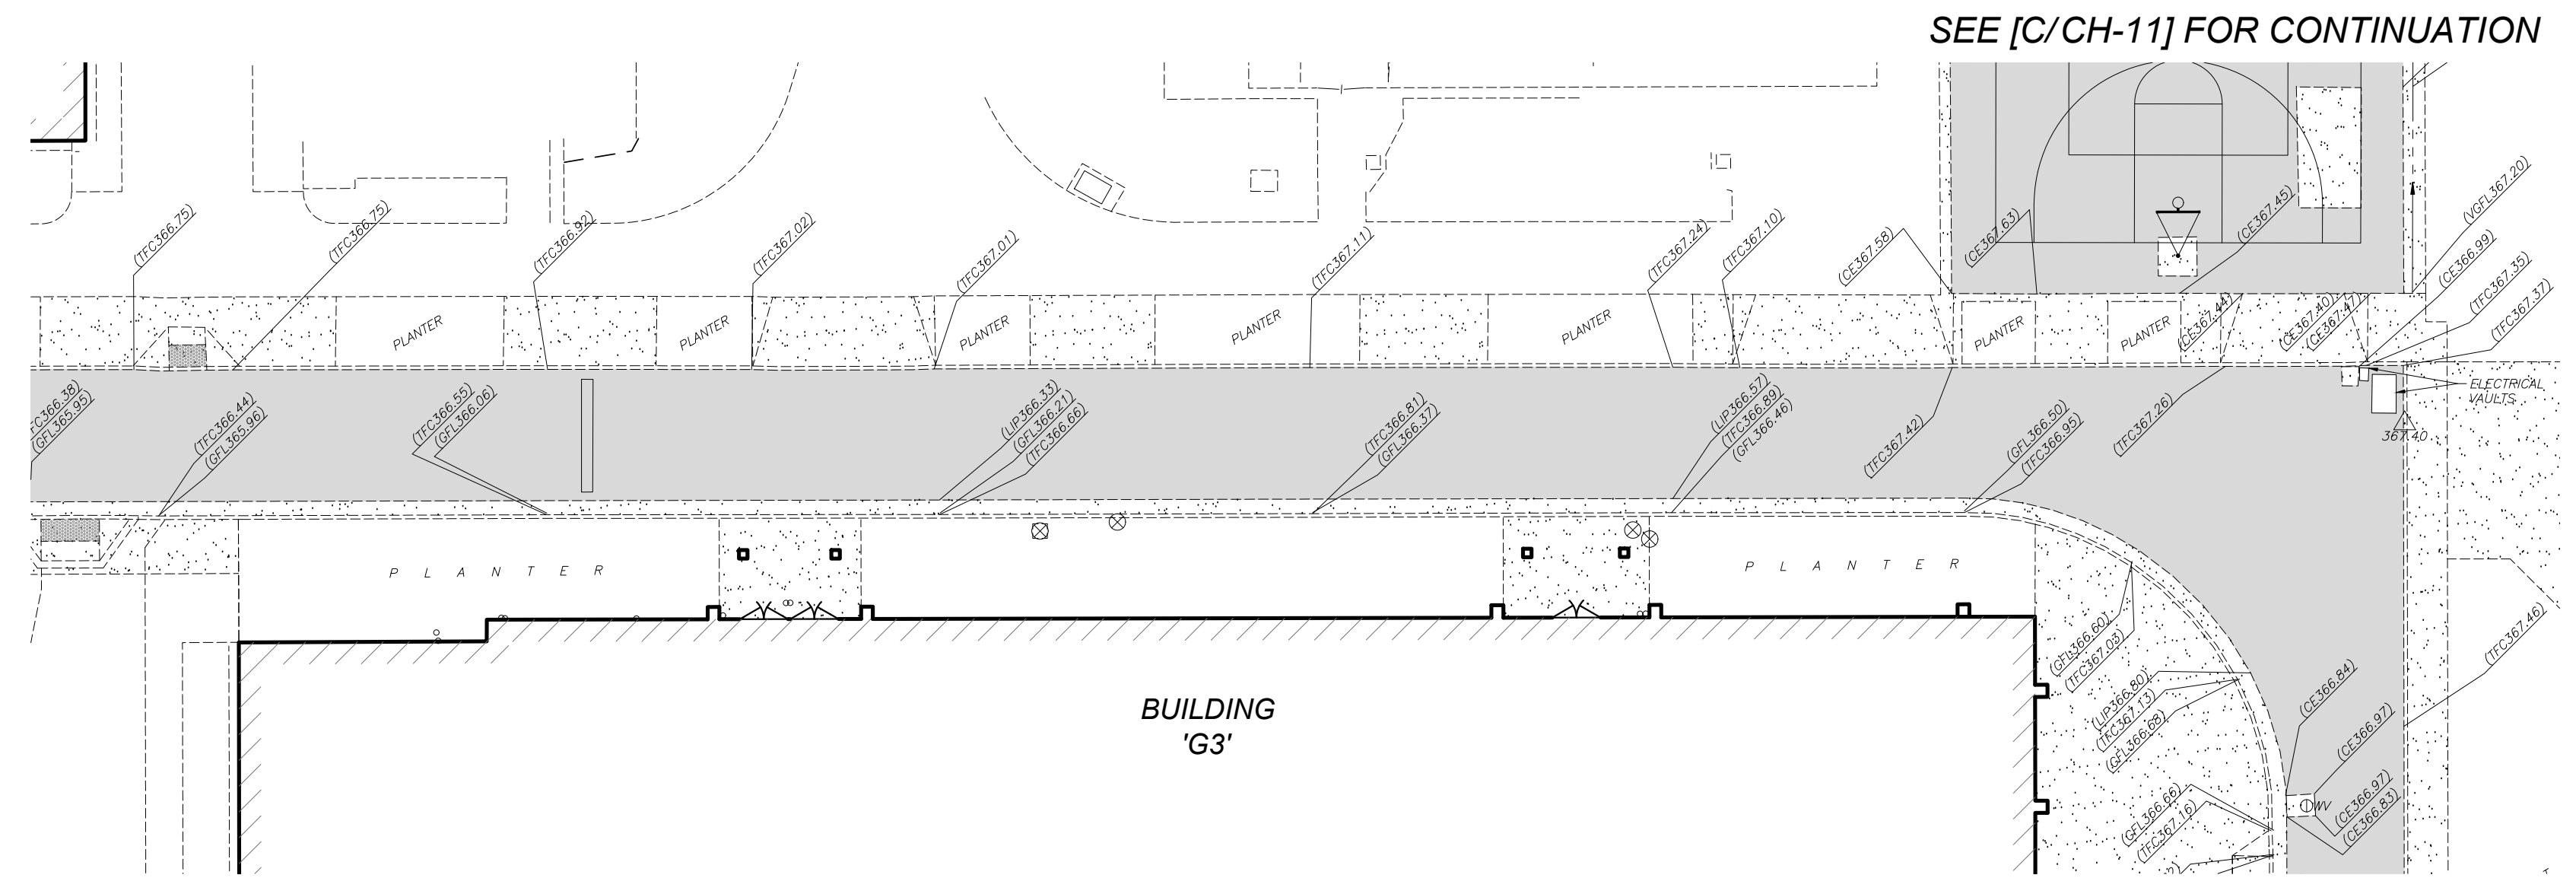 SEE [C/CH-11] FOR CONTINUATION
(TFC366.75)
(TFC366.75)
(TFC366.92)
(TFC367.02)
(TFC367.01)
(TFC367.11)
(TFC367.24)
(TFC367.10)
(CE367.58)
(CE367.63)
(CE367.45)
(VGFL367.20)
(CE366.99)
(TFC367.35)
(TFC367.37)
PLANTER
PLANTER
PLANTER
PLANTER
PLANTER
PLANTER
PLANTER
(CE367.44)
(CE367.40)
(CE367.47)
ELECTRICAL
VAULTS
367.40
FC366.38)
(GFL365.95)
(TFC366.44)
(GFL365.96)
(TFC366.55)
(GFL366.06)
(LIP366.33)
(GFL366.21)
(TFC366.66)
(TFC366.81)
(GFL366.37)
(LIP366.57)
(TFC366.89)
(GFL366.46)
(TFC367.42)
(GFL366.50)
(TFC366.95)
(TFC367.26)
PLANTER
PLANTER
(GFL366.60)
(TFC367.03)
(LIP366.80)
(TFC367.13)
(GFL366.68)
(TFC367.46)
(CE366.84)
(CE366.97)
WV
(CE366.97)
(CE366.83)
(GFL366.66)
(TFC367.16)
BUILDING
'G3'